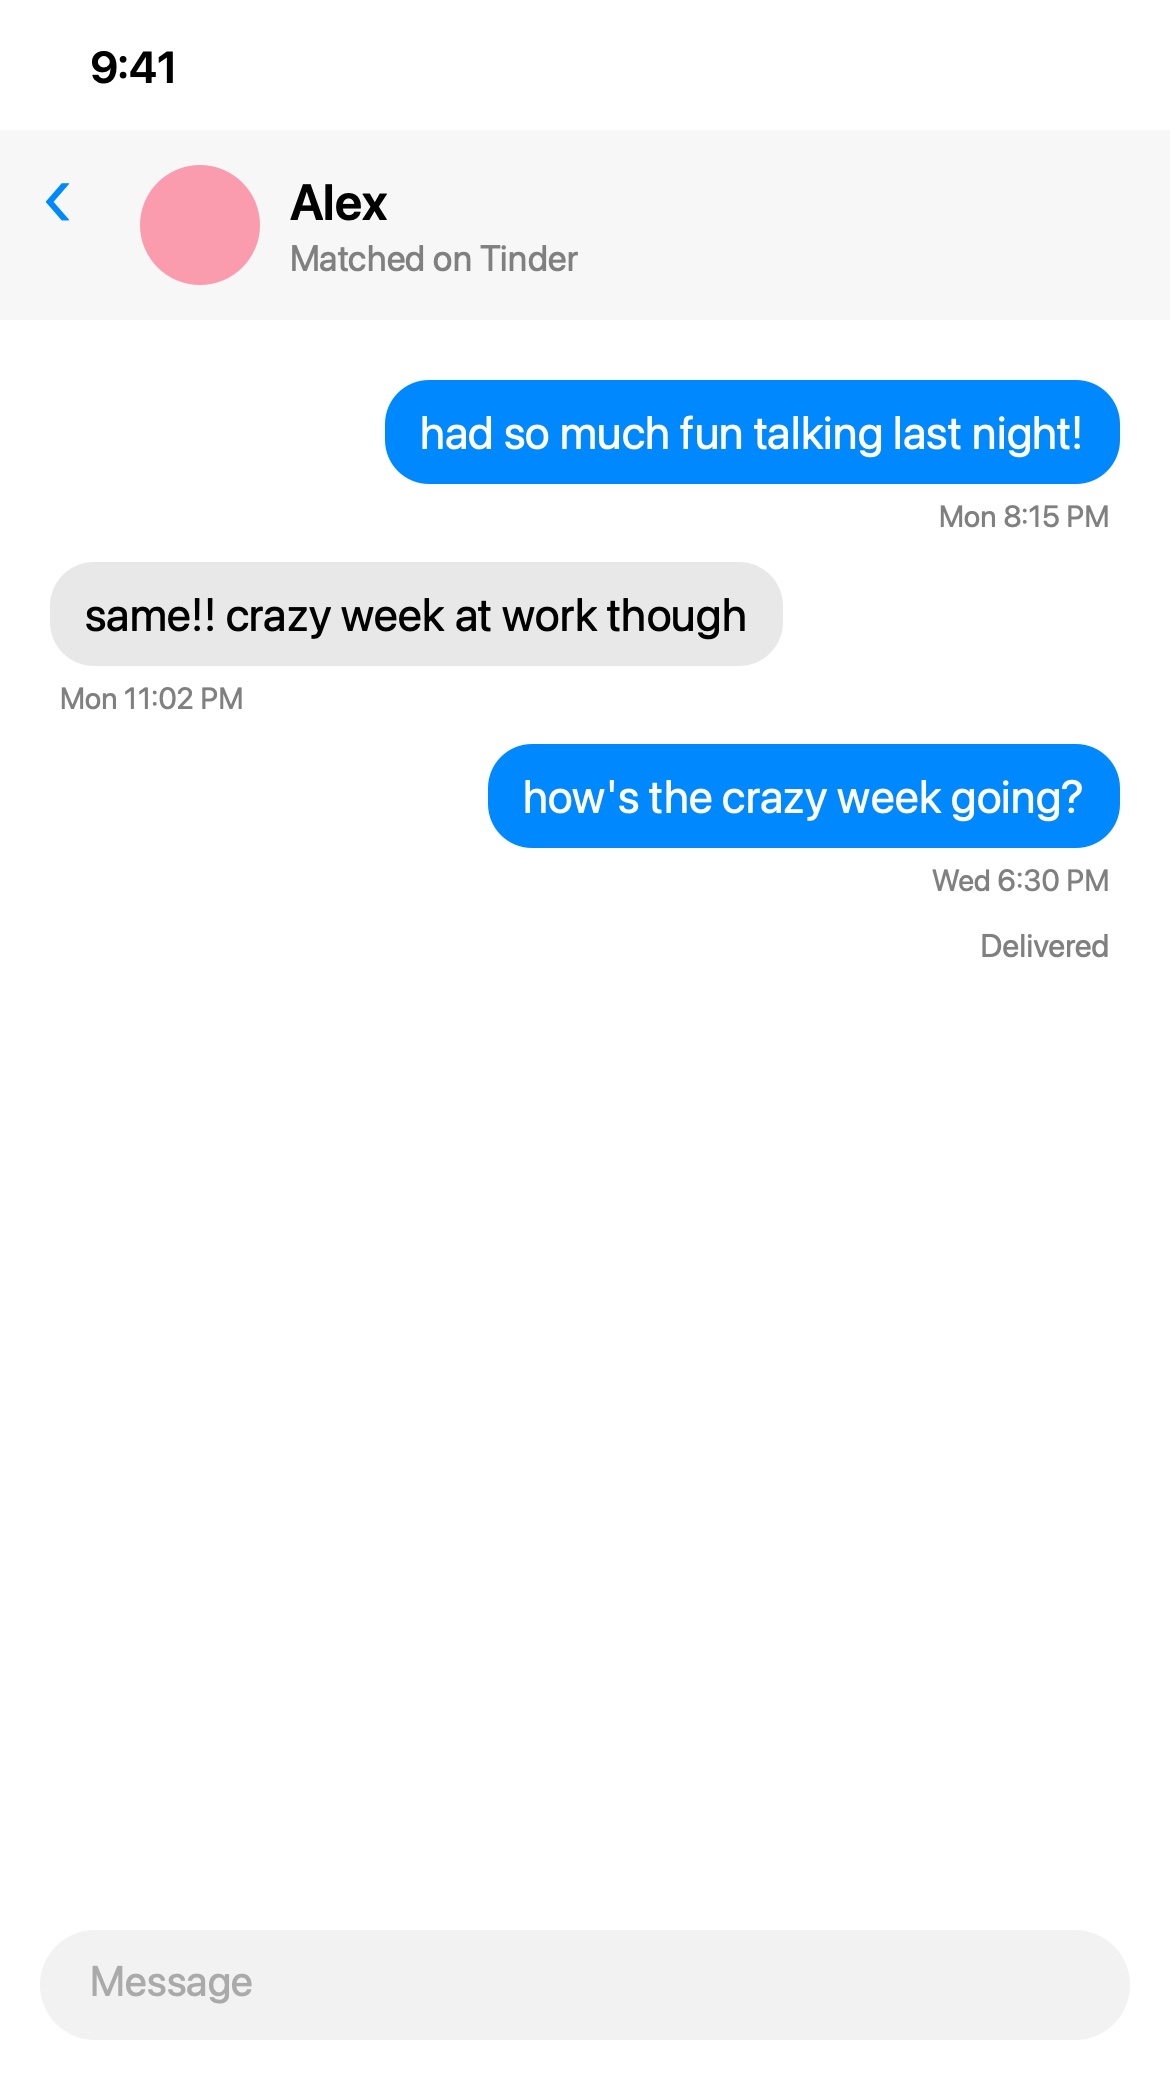 9:41
Alex
Matched on Tinder
had so much fun talking last night!
Mon 8:15 PM
same!! crazy week at work though
Mon 11:02 PM
how's the crazy week going?
Wed 6:30 PM
Delivered
Message